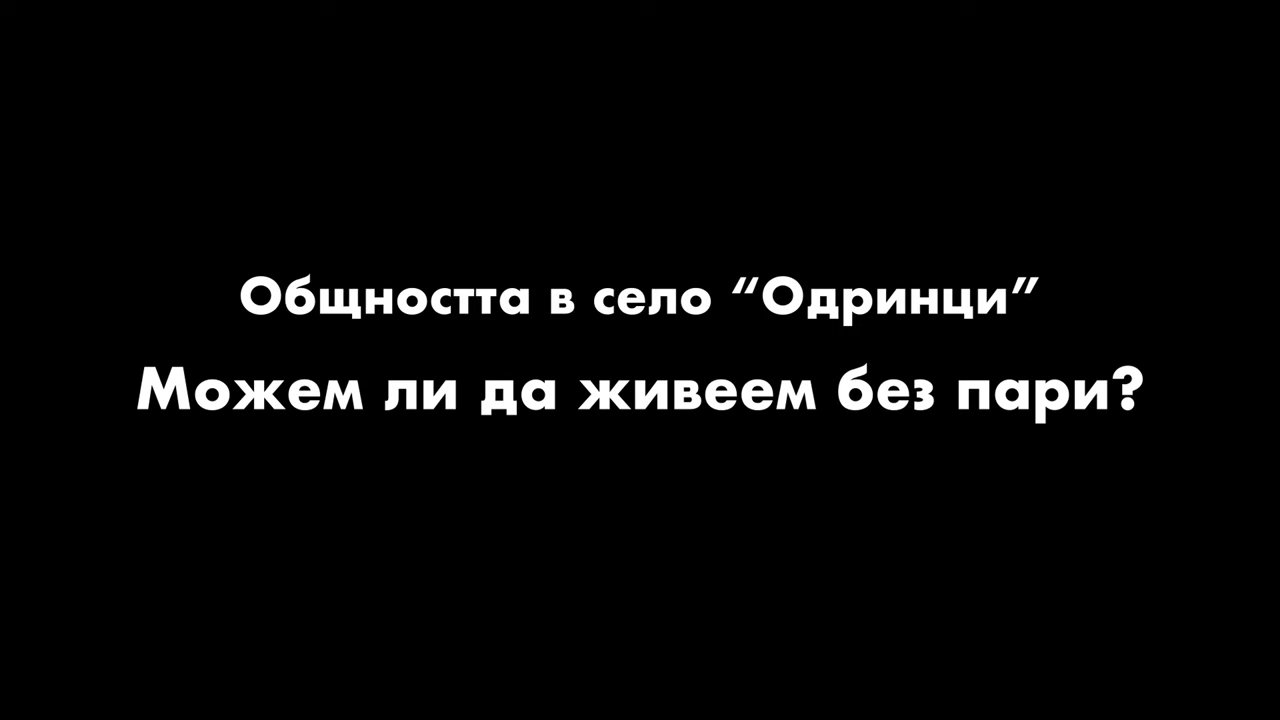 Общността в село “Одринци”
Можем ли да живеем без пари?